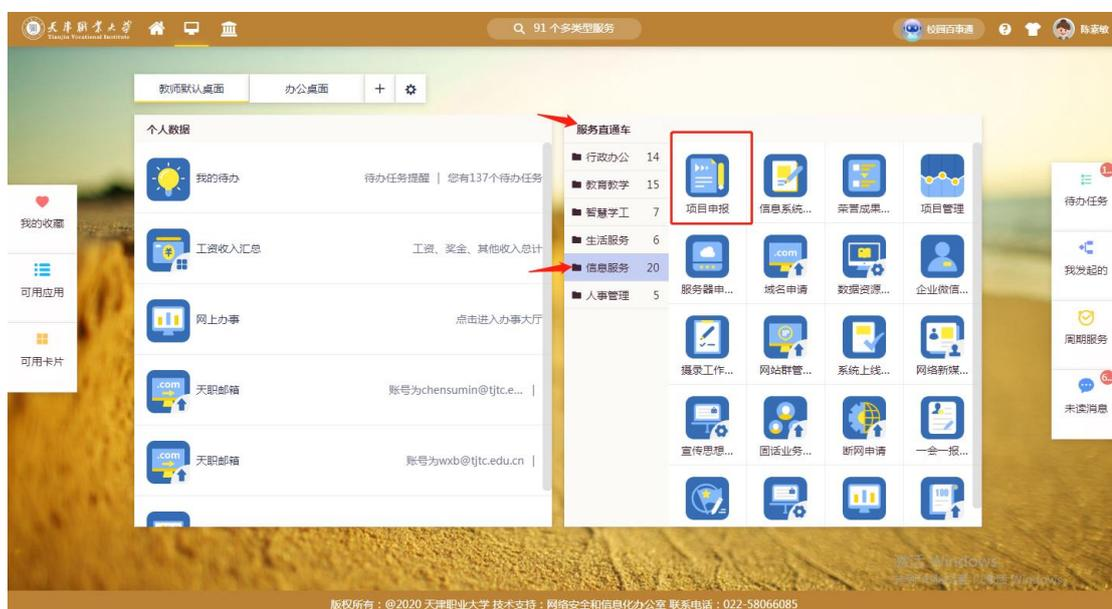 天津职业大学
Tianjin Vocational Institute
91 个多类型服务
校园百事通
陈素敏
教师默认桌面
办公桌面
个人数据
我的待办
待办任务提醒 | 您有137个待办任务
工资收入汇总
工资、奖金、其他收入总计
网上办事
点击进入办事大厅
天职邮箱
账号为chensumin@tjtc.e... |
天职邮箱
账号为wxb@tjtc.edu.cn |
我的收藏
可用应用
可用卡片
服务直通车
行政办公 14
教育教学 15
智慧学工 7
生活服务 6
信息服务 20
人事管理 5
项目申报
信息系统...
荣誉成果...
项目管理
服务器申...
域名申请
数据资源...
企业微信...
摄录工作...
网站群管...
系统上线...
网络新媒...
宣传思想...
固话业务...
断网申请
一会一报...
待办任务
我发起的
周期服务
6...
未读消息
激活 Windows
版权所有：@2020 天津职业大学 技术支持：网络安全和信息化办公室 联系电话：022-58066085